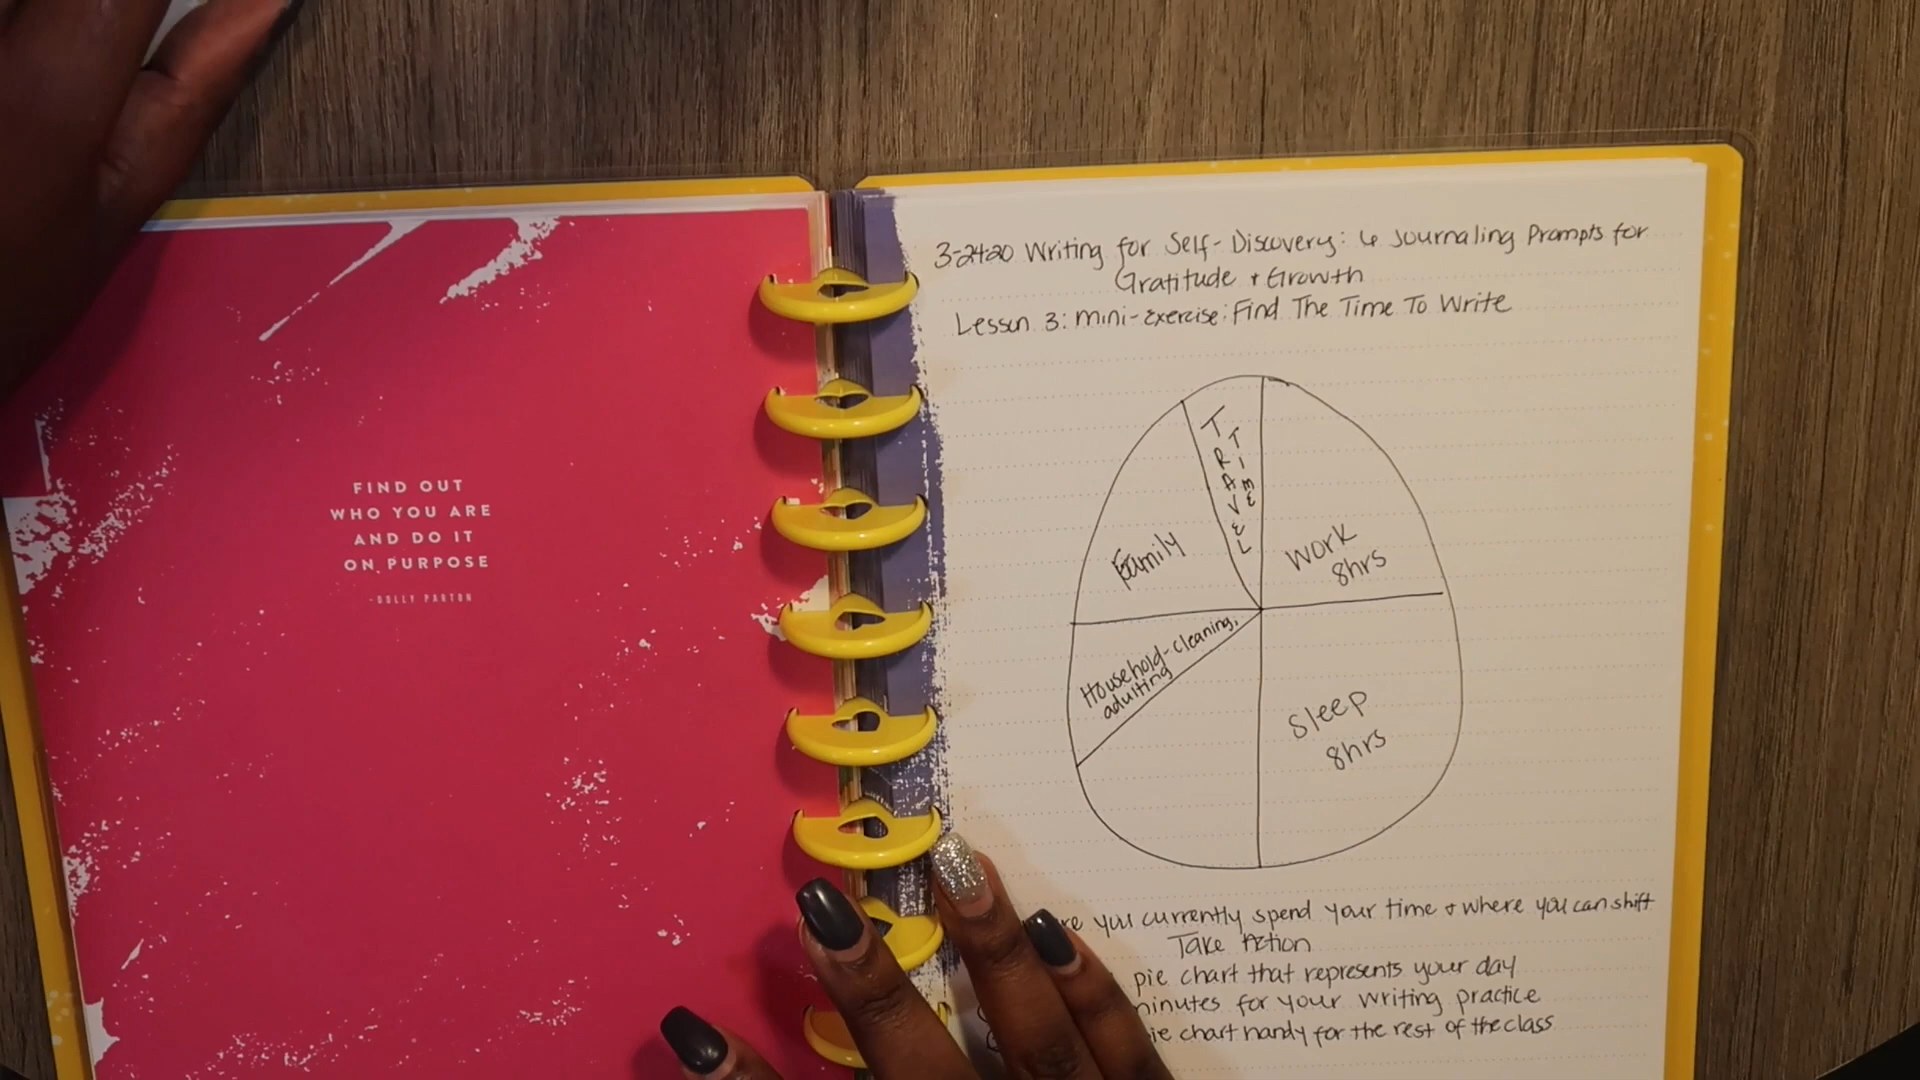 FIND OUT
WHO YOU ARE
AND DO IT
ON PURPOSE
-DOLLY PARTON
3-24-20 Writing for Self-Discovery: 6 Journaling Prompts for
Gratitude + Growth
Lesson 3: mini-Exercise: Find The Time To Write
TRAVEL
TIME
Family
Work
8hrs
Household-cleaning,
adulting
Sleep
8hrs
you currently spend your time + where you can shift
Take Action
pie chart that represents your day
minutes for your writing practice
chart handy for the rest of the class